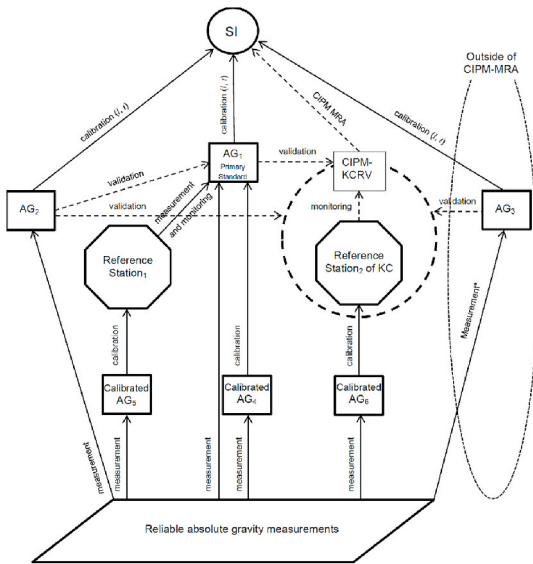 SI
Outside of
CIPM-MRA
calibration (i, r)
calibration (i, r)
CIPM MRA
calibration (i, r)
validation
AG1
Primary
Standard
validation
CIPM-
KCRV
AG2
validation
measurement
and monitoring
monitoring
validation
AG3
Reference
Station1
Reference
Station2 of KC
Measurement*
calibration
calibration
calibration
Calibrated
AG5
Calibrated
AG4
Calibrated
AG6
measurement
measurement
measurement
measurement
measurement
Reliable absolute gravity measurements